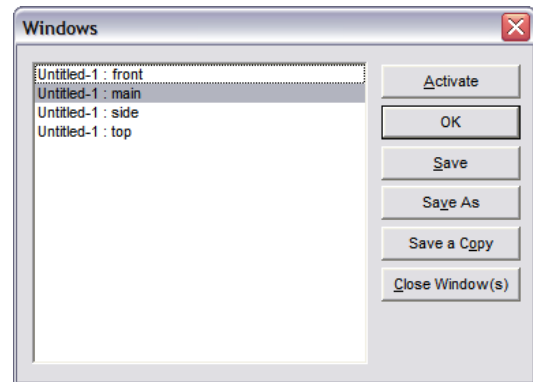 Windows
Untitled-1 : front
Untitled-1 : main
Untitled-1 : side
Untitled-1 : top
Activate
OK
Save
Save As
Save a Copy
Close Window(s)